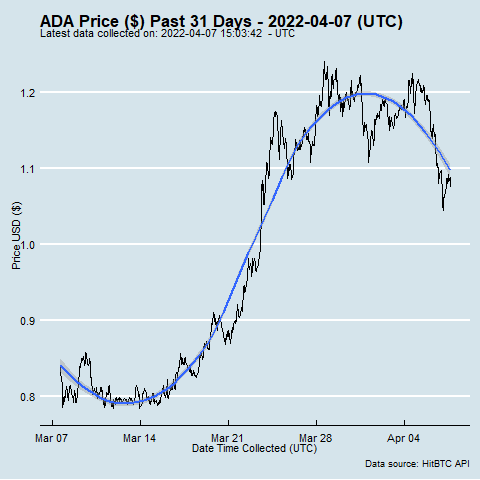 ADA Price ($) Past 31 Days - 2022-04-07 (UTC)
Latest data collected on: 2022-04-07 15:03:42 - UTC
Price USD ($)
1.2
1.1
1.0
0.9
0.8
Mar 07 Mar 14 Mar 21 Mar 28 Apr 04
Date Time Collected (UTC)
Data source: HitBTC API